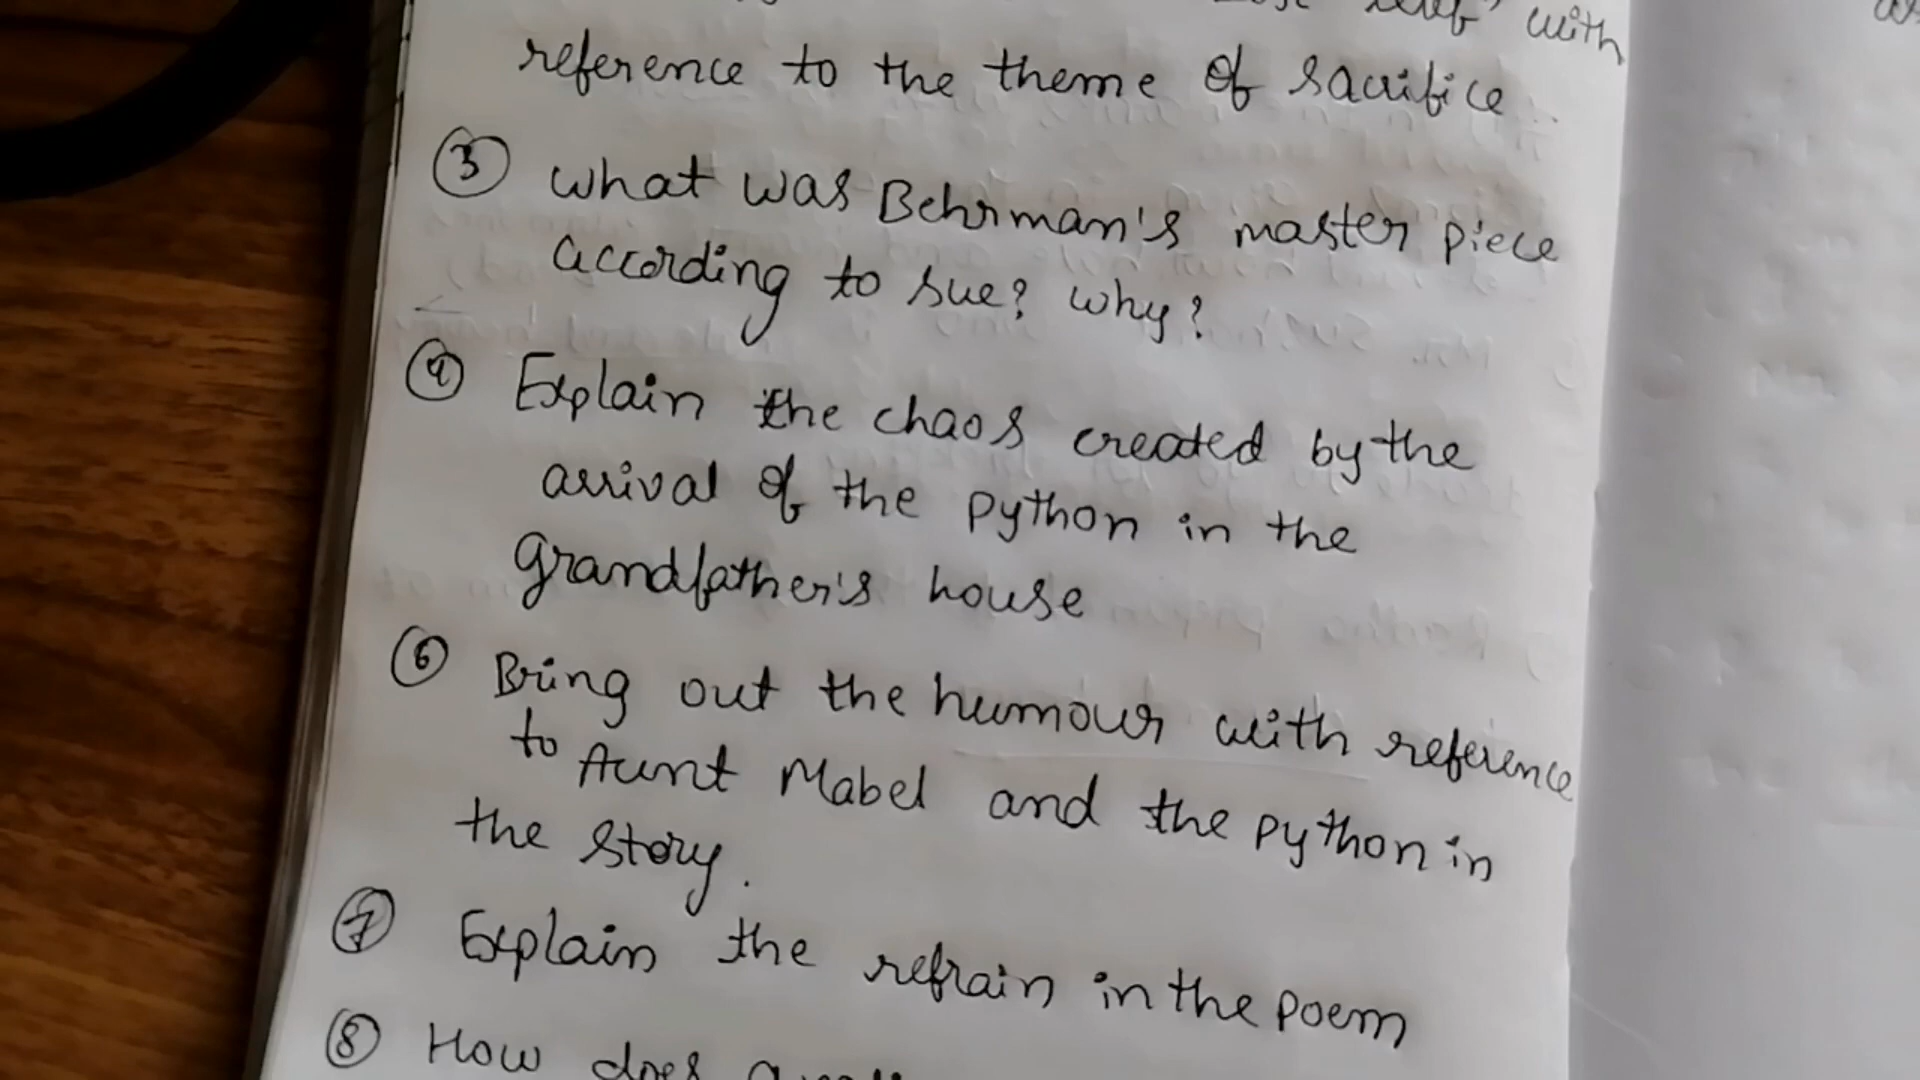 with
reference to the theme of sacrifice
③ what was Behrman's master piece
according to sue? why?
④ Explain the chaos created by the
arrival of the python in the
grandfather's house
⑥ Bring out the humour with reference
to Aunt Mabel and the python in
the story.
⑦ Explain the refrain in the poem
⑧ How does